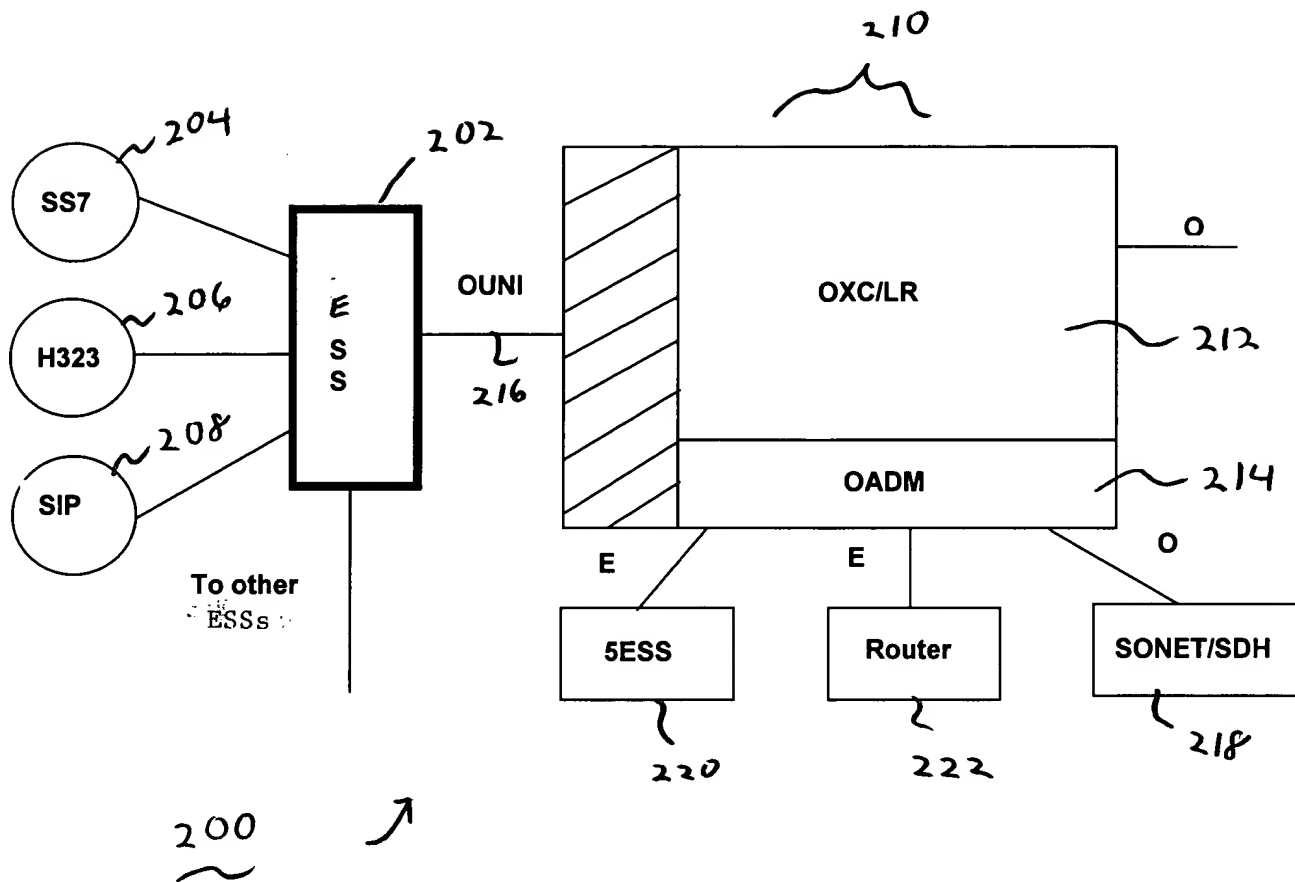 210
204
202
SS7
O
206
E
S
S
OUNI
OXC/LR
H323
212
216
208
SIP
OADM
214
E
E
O
To other
ESSs
5ESS
Router
SONET/SDH
220
222
218
200